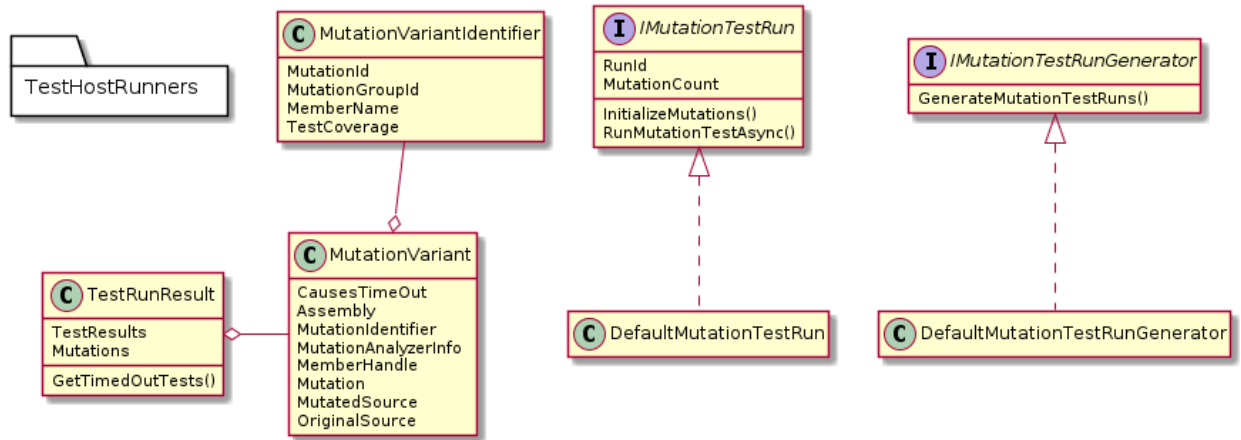 TestHostRunners
C MutationVariantIdentifier
MutationId
MutationGroupId
MemberName
TestCoverage
I IMutationTestRun
RunId
MutationCount
InitializeMutations()
RunMutationTestAsync()
I IMutationTestRunGenerator
GenerateMutationTestRuns()
C TestRunResult
TestResults
Mutations
GetTimedOutTests()
C MutationVariant
CausesTimeOut
Assembly
MutationIdentifier
MutationAnalyzerInfo
MemberHandle
Mutation
MutatedSource
OriginalSource
C DefaultMutationTestRun
C DefaultMutationTestRunGenerator